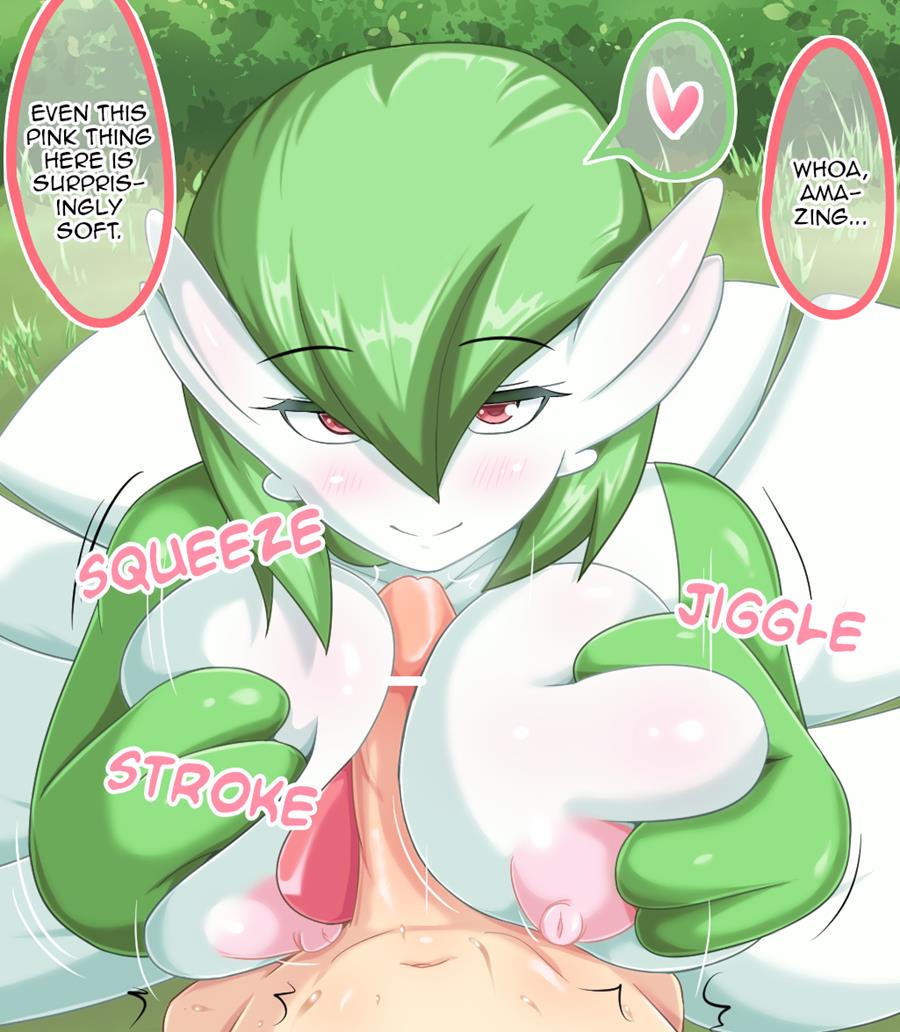 EVEN THIS
PINK THING
HERE IS
SURPRIS-
INGLY
SOFT.
WHOA,
AMA-
ZING...
SQUEEZE
JIGGLE
STROKE